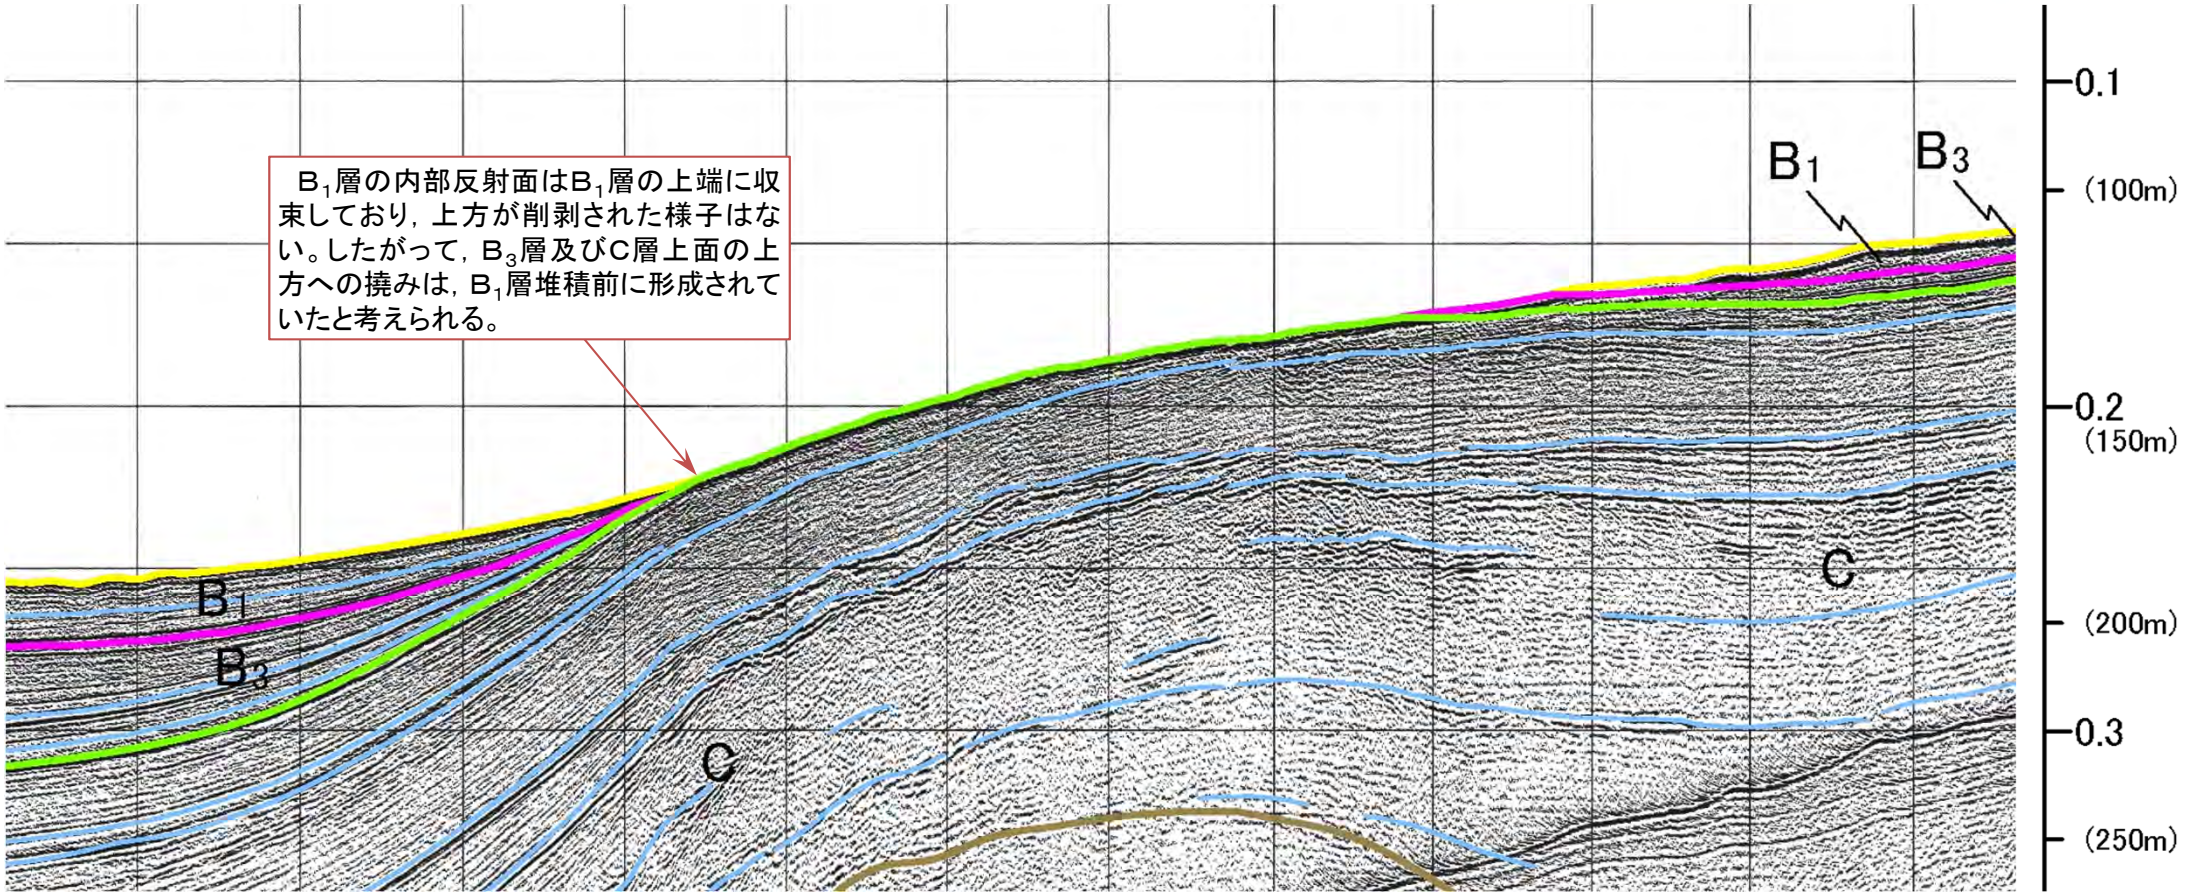 B₁層の内部反射面はB₁層の上端に収
束しており，上方が削剥された様子はな
い。したがって，B₃層及びC層上面の上
方への撓みは，B₁層堆積前に形成されて
いたと考えられる。
B₁
B₃
B₁
B₃
C
C
0.1
(100m)
0.2
(150m)
(200m)
0.3
(250m)